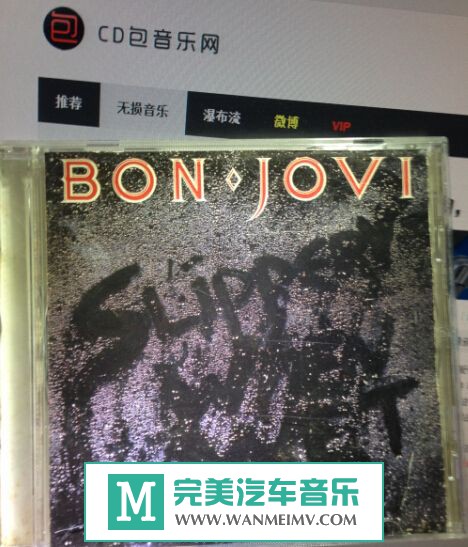 包 CD包音乐网
推荐 无损音乐 瀑布流 微博 VIP
BON JOVI
SLIPPERY
WHEN
WET
M 完美汽车音乐
WWW.WANMEIMV.COM